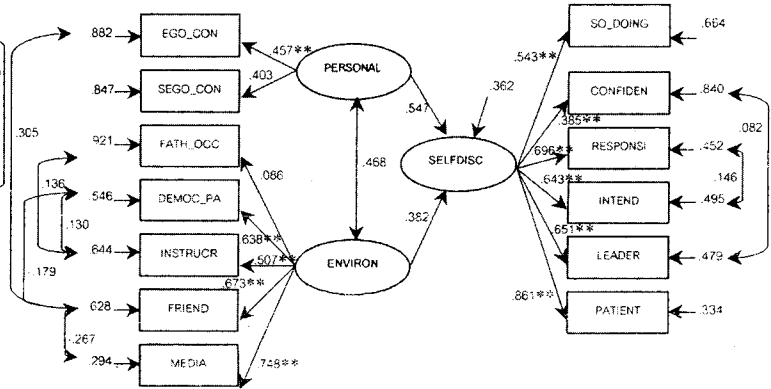 SO_DOING
.664
.882
EGO_CON
.457**
PERSONAL
.543**
.847
SEGO_CON
.403
.362
CONFIDEN
.840
.547
.385**
.305
.082
.921
FATH_OCC
.696**
RESPONSI
.452
SELFDISC
.468
.643**
.146
.136
.086
.546
DEMOC_PA
INTEND
.495
.130
.382
.638**
.651**
.644
INSTRUCR
.507**
ENVIRON
LEADER
.479
.179
.673**
.861**
.628
FRIEND
PATIENT
.334
.267
.294
MEDIA
.748**